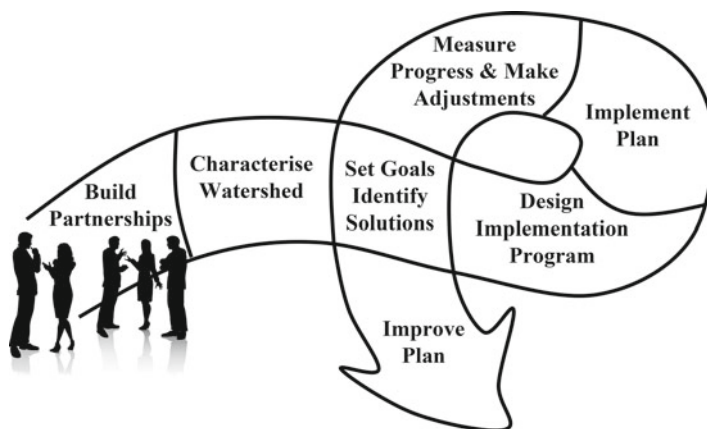 Build
Partnerships
Characterise
Watershed
Set Goals
Identify
Solutions
Design
Implementation
Program
Implement
Plan
Measure
Progress & Make
Adjustments
Improve
Plan